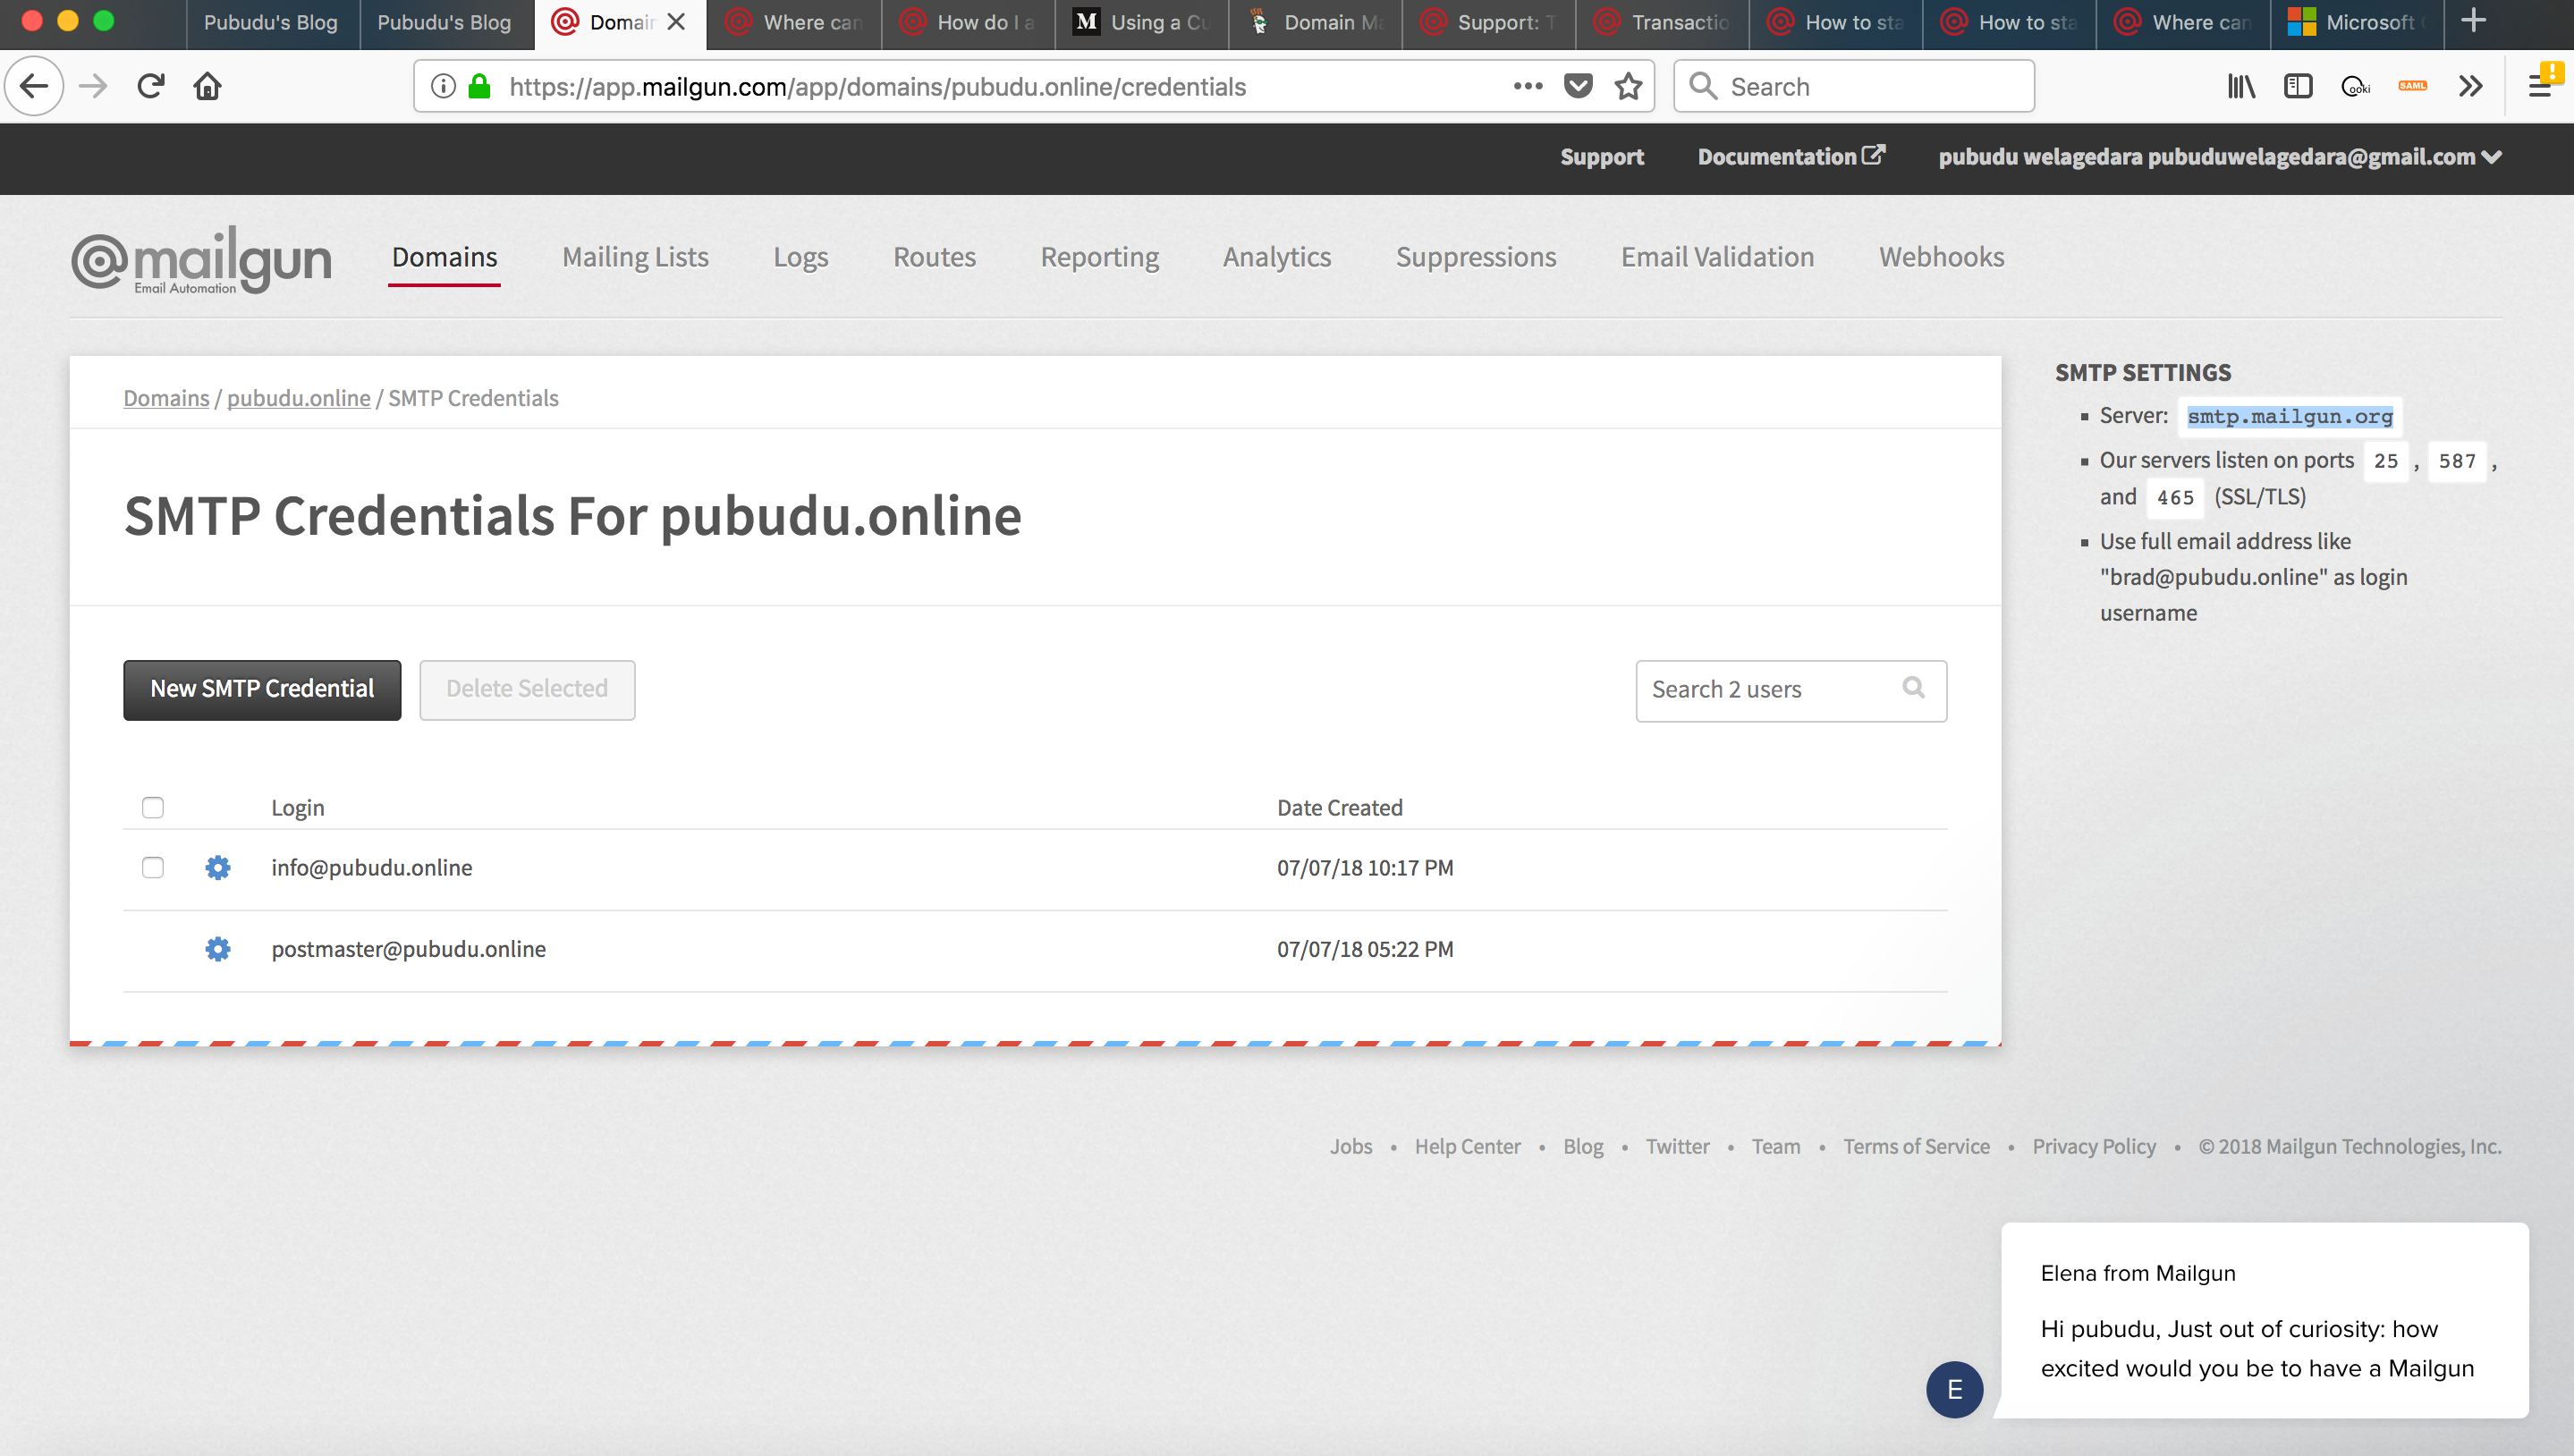 Pubudu's Blog
Pubudu's Blog
Domain
Where can
How do I a
M
Using a Cu
Domain Ma
Support: T
Transactio
How to sta
How to sta
Where can
Microsoft
https://app.mailgun.com/app/domains/pubudu.online/credentials
Search
ooki
SAML
Support
Documentation
pubudu welagedara pubuduwelagedara@gmail.com
@mailgun
Email Automation
Domains
Mailing Lists
Logs
Routes
Reporting
Analytics
Suppressions
Email Validation
Webhooks
Domains / pubudu.online / SMTP Credentials
SMTP Credentials For pubudu.online
New SMTP Credential
Delete Selected
Search 2 users
Login
Date Created
info@pubudu.online
07/07/18 10:17 PM
postmaster@pubudu.online
07/07/18 05:22 PM
SMTP SETTINGS
Server: smtp.mailgun.org
Our servers listen on ports 25 , 587 ,
and 465 (SSL/TLS)
Use full email address like
"brad@pubudu.online" as login
username
Jobs • Help Center • Blog • Twitter • Team • Terms of Service • Privacy Policy • © 2018 Mailgun Technologies, Inc.
Elena from Mailgun
Hi pubudu, Just out of curiosity: how
excited would you be to have a Mailgun
E